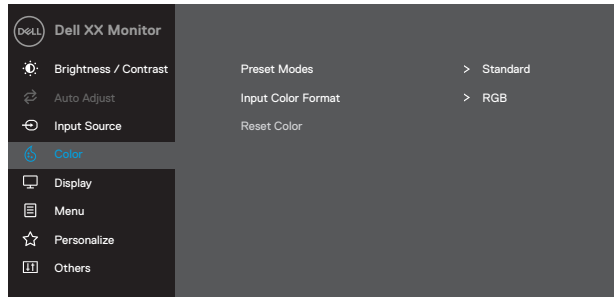 DELL Dell XX Monitor
Brightness / Contrast
Preset Modes > Standard
Auto Adjust
Input Color Format > RGB
Input Source
Reset Color
Color
Display
Menu
Personalize
Others